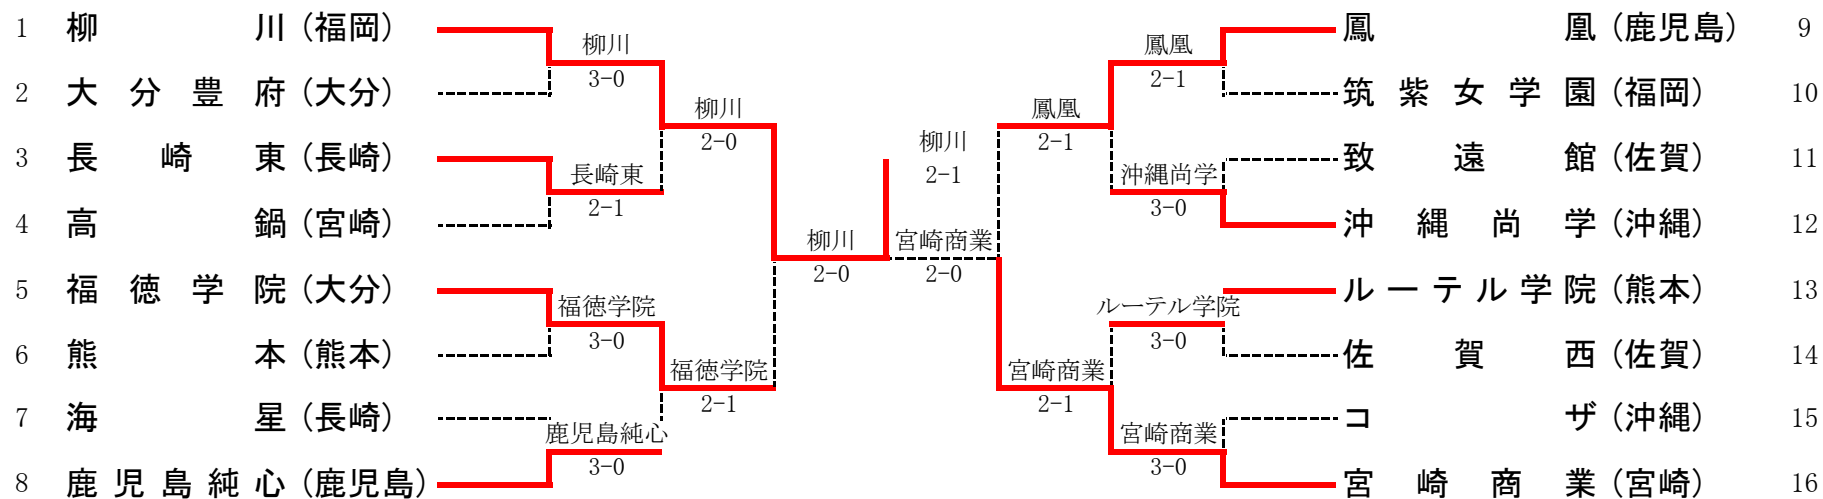 1 柳川（福岡）
2 大分豊府（大分）
3 長崎東（長崎）
4 高鍋（宮崎）
5 福徳学院（大分）
6 熊本（熊本）
7 海星（長崎）
8 鹿児島純心（鹿児島）
柳川
3-0
長崎東
2-1
福徳学院
3-0
鹿児島純心
3-0
柳川
2-0
福徳学院
2-1
柳川
2-0
柳川
2-1
宮崎商業
2-0
鳳凰
2-1
宮崎商業
2-1
鳳凰
2-1
沖縄尚学
3-0
ルーテル学院
3-0
宮崎商業
3-0
鳳凰（鹿児島） 9
筑紫女学園（福岡） 10
致遠館（佐賀） 11
沖縄尚学（沖縄） 12
ルーテル学院（熊本） 13
佐賀西（佐賀） 14
コザ（沖縄） 15
宮崎商業（宮崎） 16